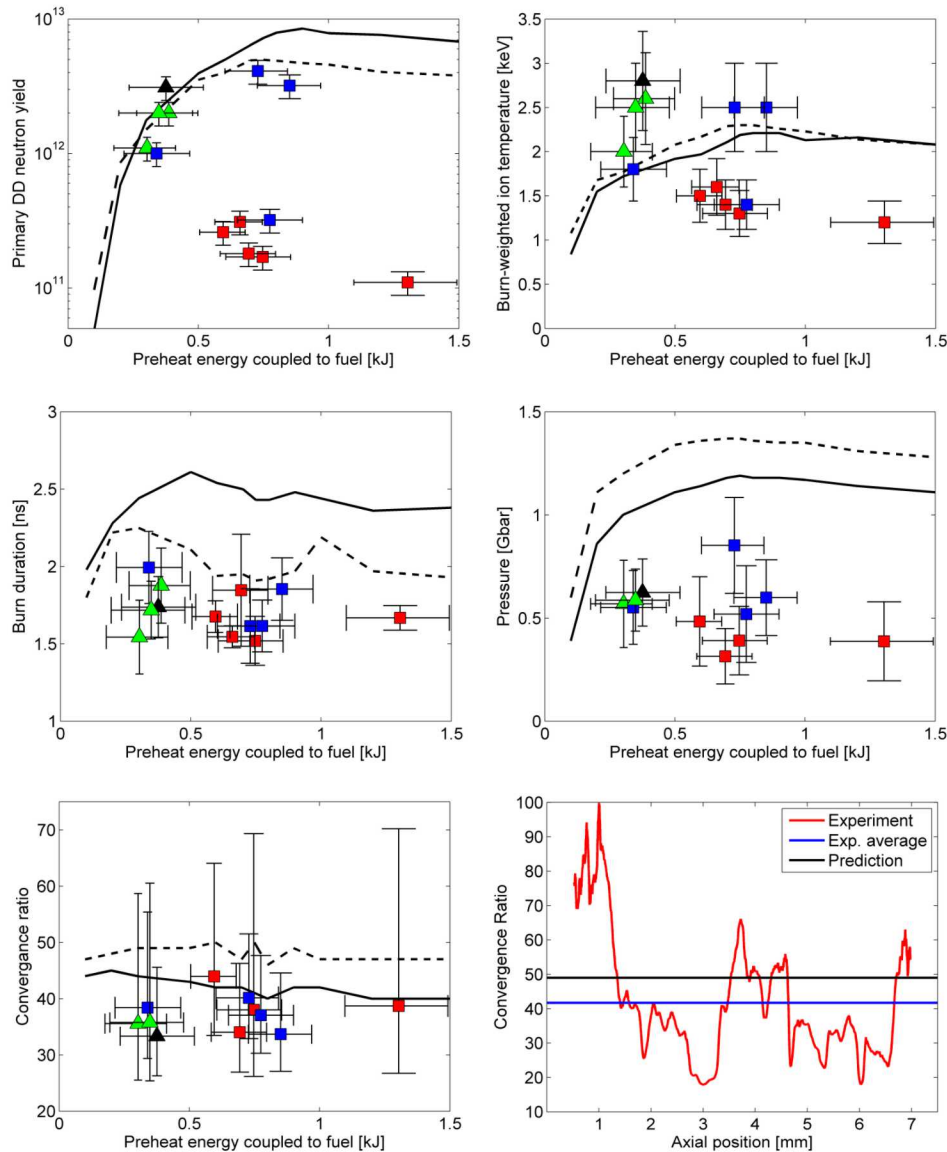 10¹³
10¹²
10¹¹
Primary DD neutron yield
0 0.5 1 1.5
Preheat energy coupled to fuel [kJ]
3.5
3
2.5
2
1.5
1
0.5
0
Burn-weighted ion temperature [keV]
0 0.5 1 1.5
Preheat energy coupled to fuel [kJ]
3
2.5
2
1.5
1
Burn duration [ns]
0 0.5 1 1.5
Preheat energy coupled to fuel [kJ]
1.5
1
0.5
0
Pressure [Gbar]
0 0.5 1 1.5
Preheat energy coupled to fuel [kJ]
70
60
50
40
30
20
Convergance ratio
0 0.5 1 1.5
Preheat energy coupled to fuel [kJ]
100
90
80
70
60
50
40
30
20
10
Convergence Ratio
Experiment
Exp. average
Prediction
1 2 3 4 5 6 7
Axial position [mm]